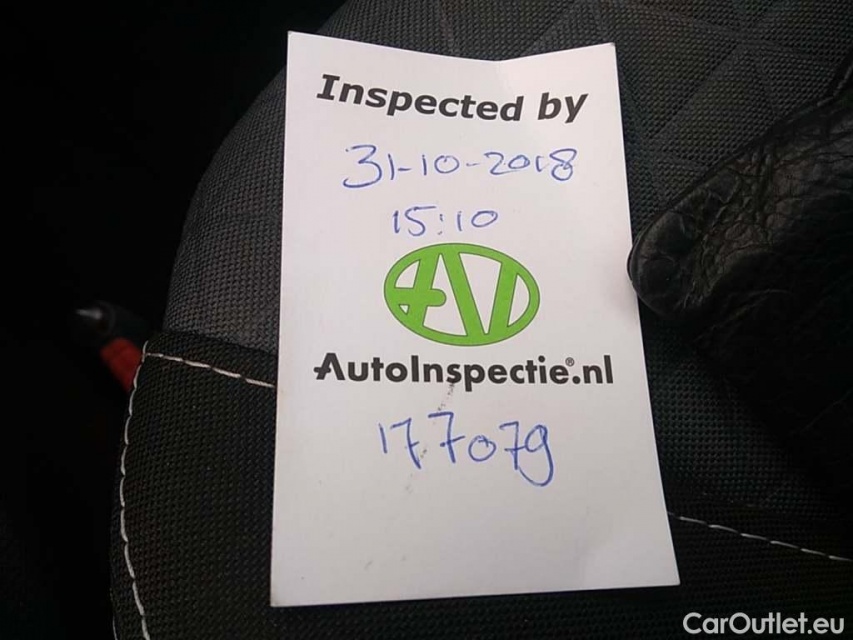 Inspected by
31-10-2018
15:10
AutoInspectie®.nl
177079
CarOutlet.eu